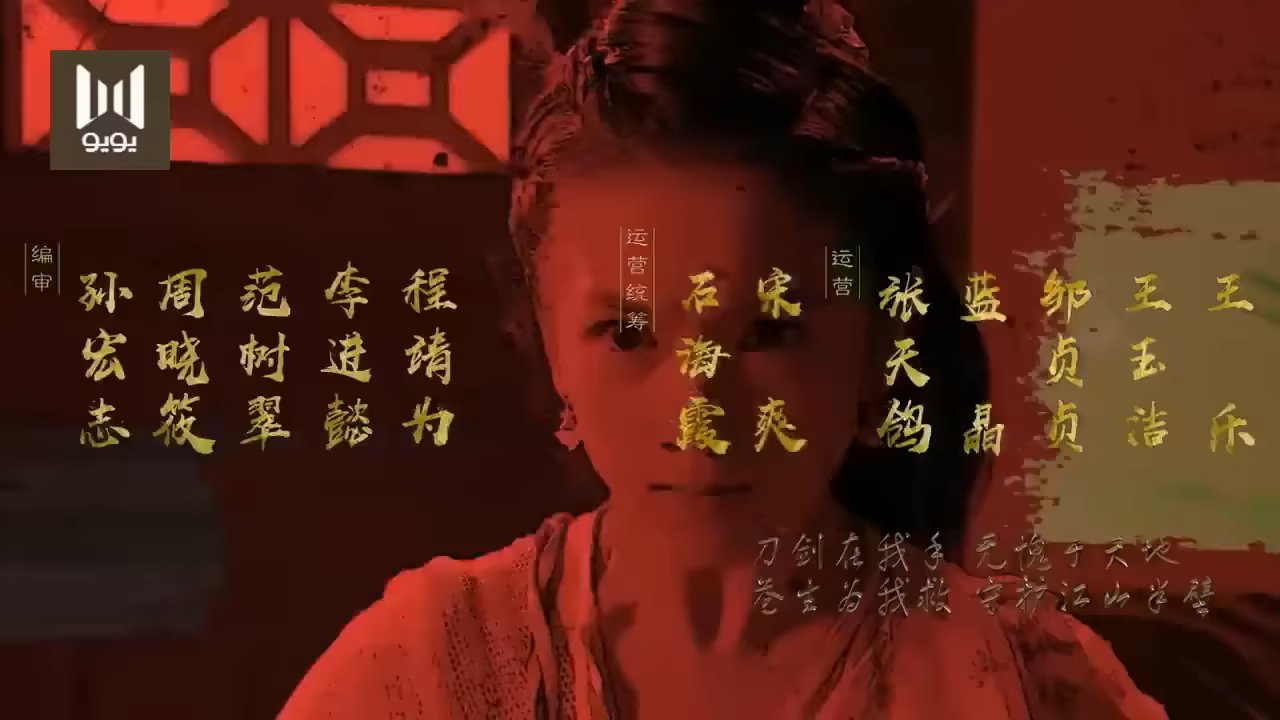 يويو
编审
孙宏志
周晓筱
范树翠
李进懿
程靖为
运营统筹
石海霞
宋爽
运营
张天鸽
蓝晶
邬贞贞
王玉洁
王乐
刀剑在我手 无愧于天地
苍生为我救 守护江山半壁